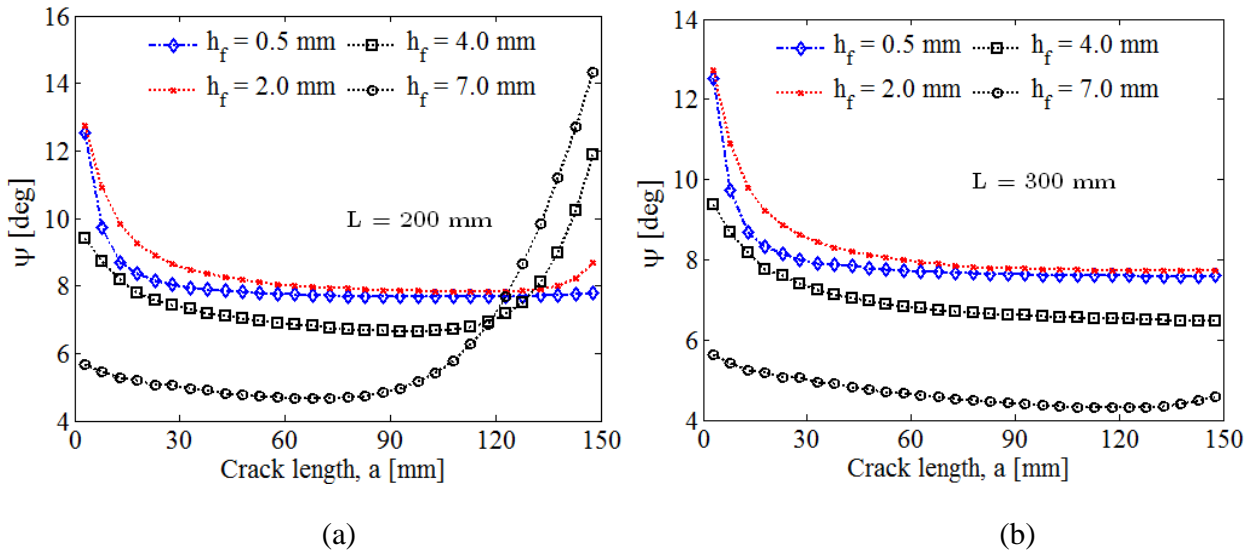 16
14
12
10
8
6
4
Ψ [deg]
h_f = 0.5 mm
h_f = 4.0 mm
h_f = 2.0 mm
h_f = 7.0 mm
L = 200 mm
0
30
60
90
120
150
Crack length, a [mm]
(a)
14
12
10
8
6
4
Ψ [deg]
h_f = 0.5 mm
h_f = 4.0 mm
h_f = 2.0 mm
h_f = 7.0 mm
L = 300 mm
0
30
60
90
120
150
Crack length, a [mm]
(b)